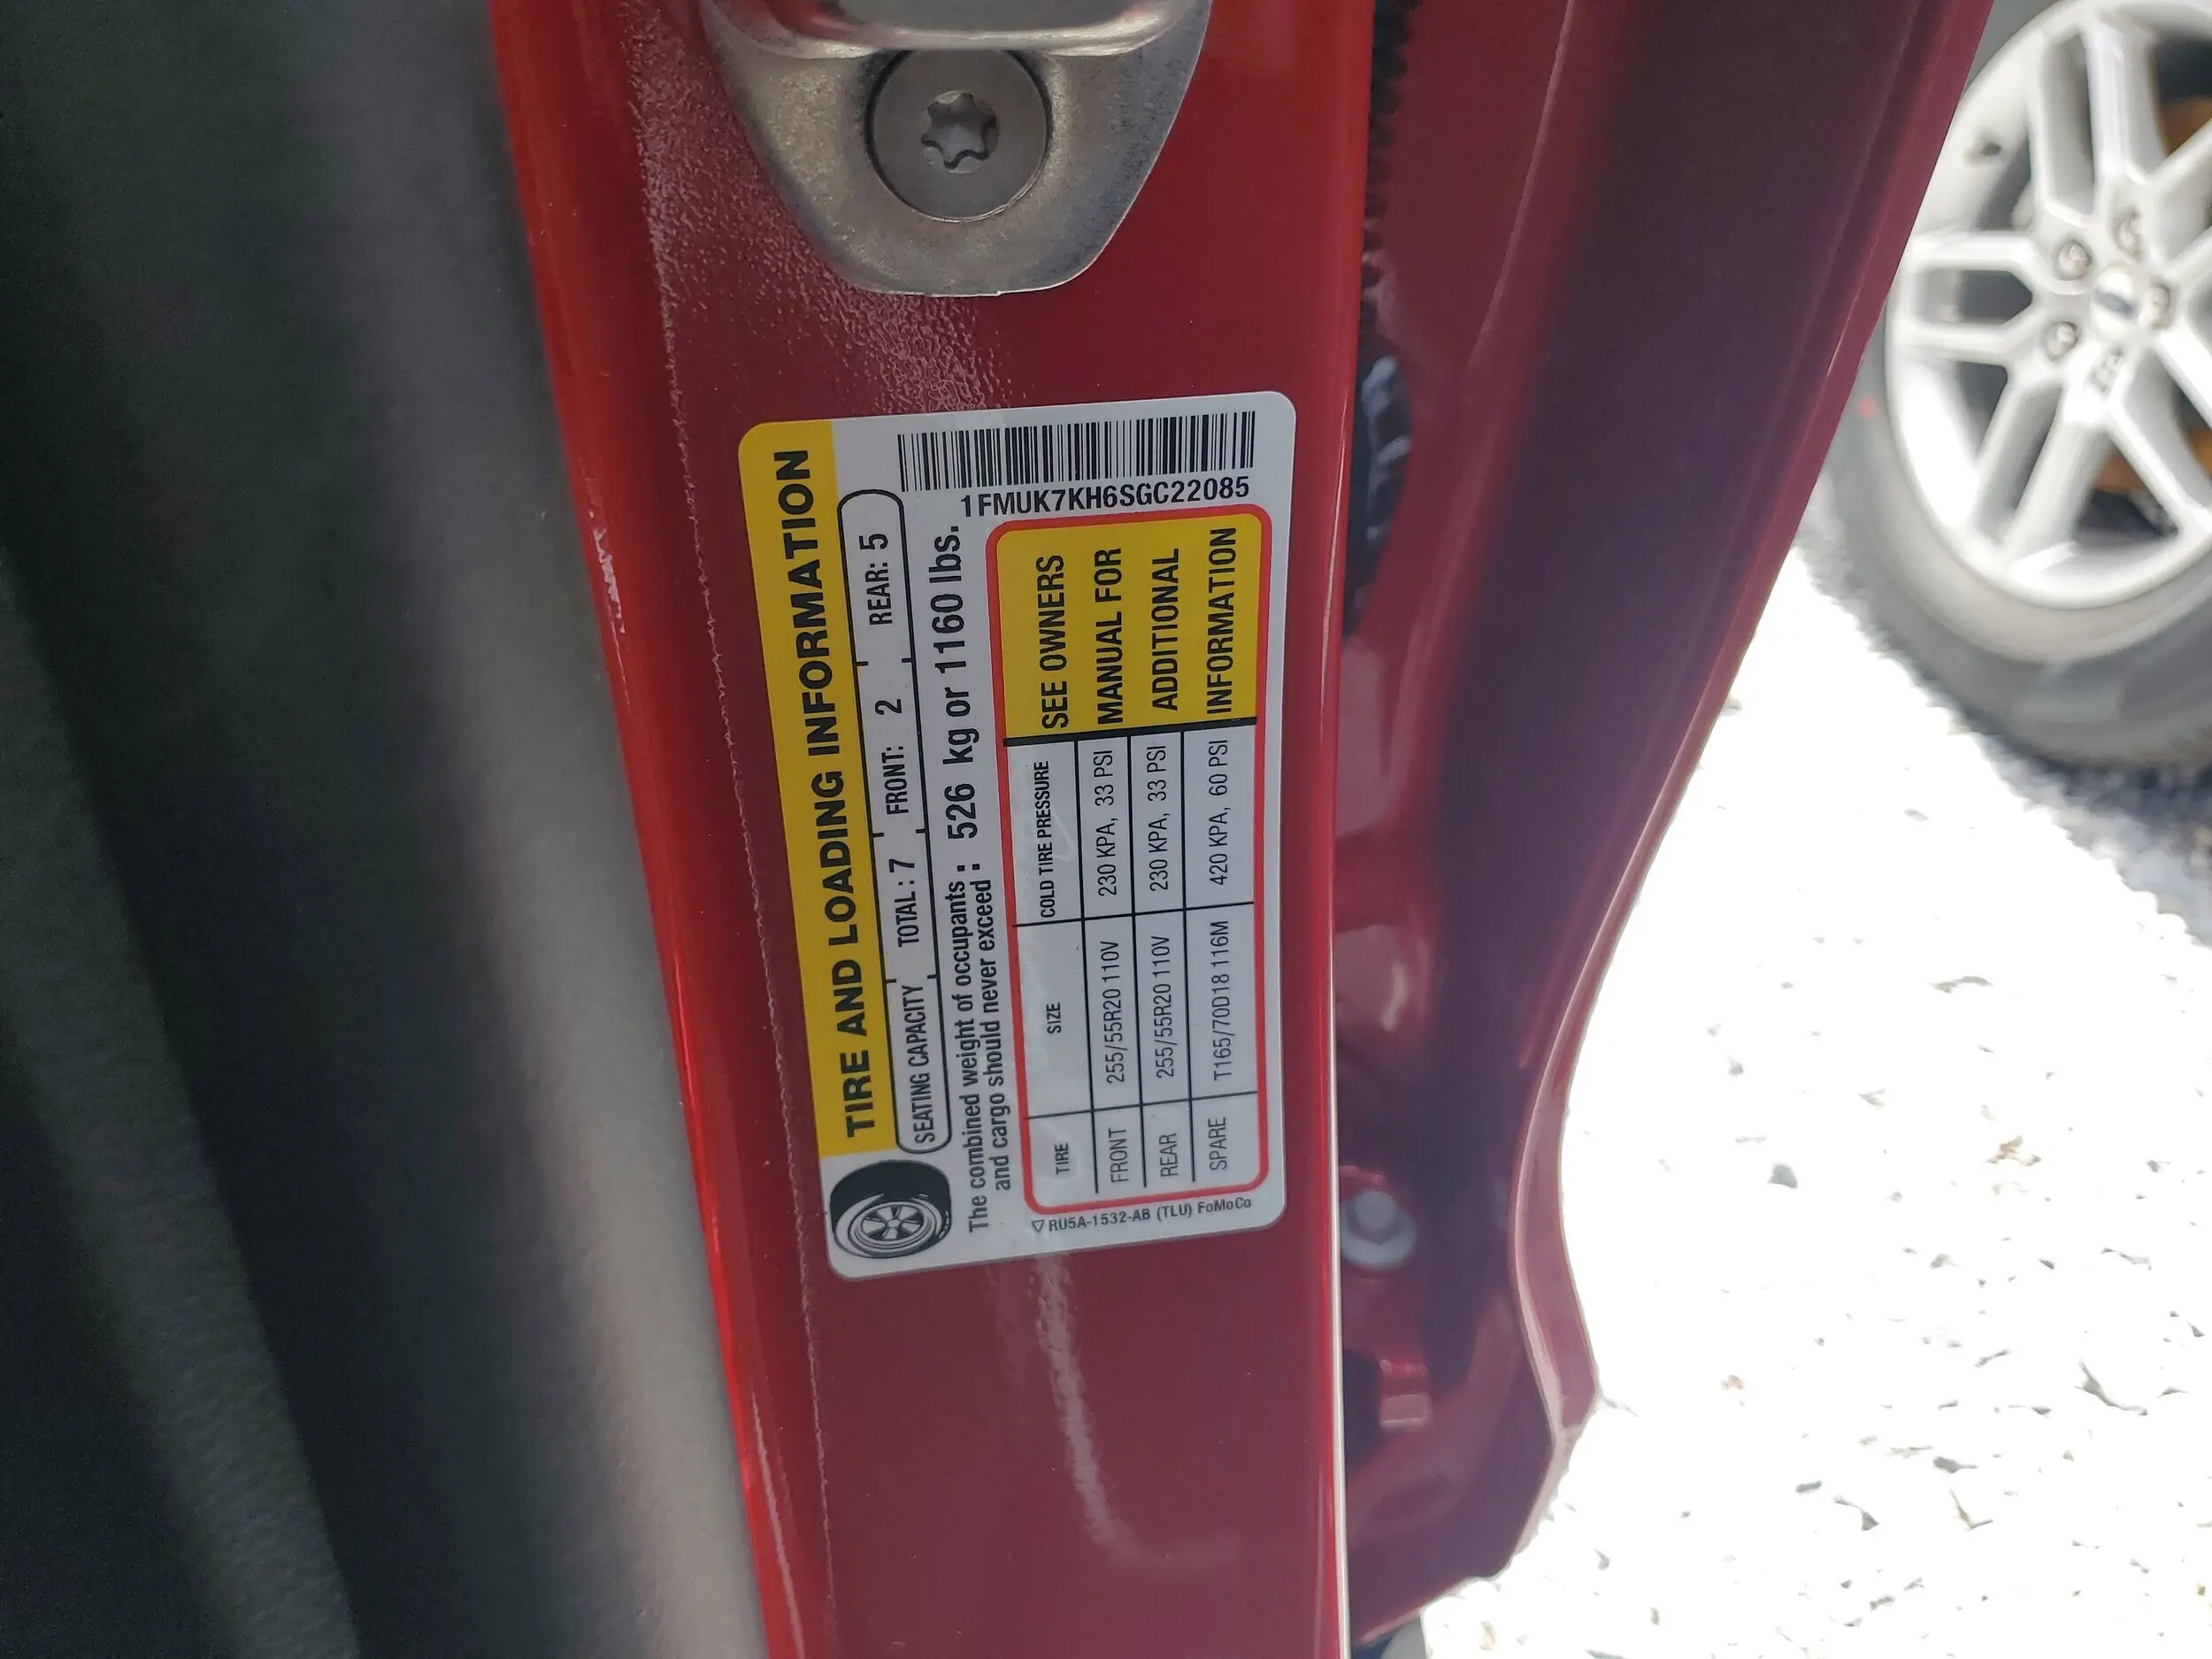 TIRE AND LOADING INFORMATION
SEATING CAPACITY TOTAL : 7 FRONT: 2 REAR: 5
The combined weight of occupants :
and cargo should never exceed : 526 kg or 1160 lbs.
1FMUK7KH6SGC22085
TIRE SIZE COLD TIRE PRESSURE
FRONT 255/55R20 110V 230 KPA, 33 PSI
REAR 255/55R20 110V 230 KPA, 33 PSI
SPARE T165/70D18 116M 420 KPA, 60 PSI
SEE OWNERS
MANUAL FOR
ADDITIONAL
INFORMATION
RU5A-1532-AB (TLU) FoMoCo